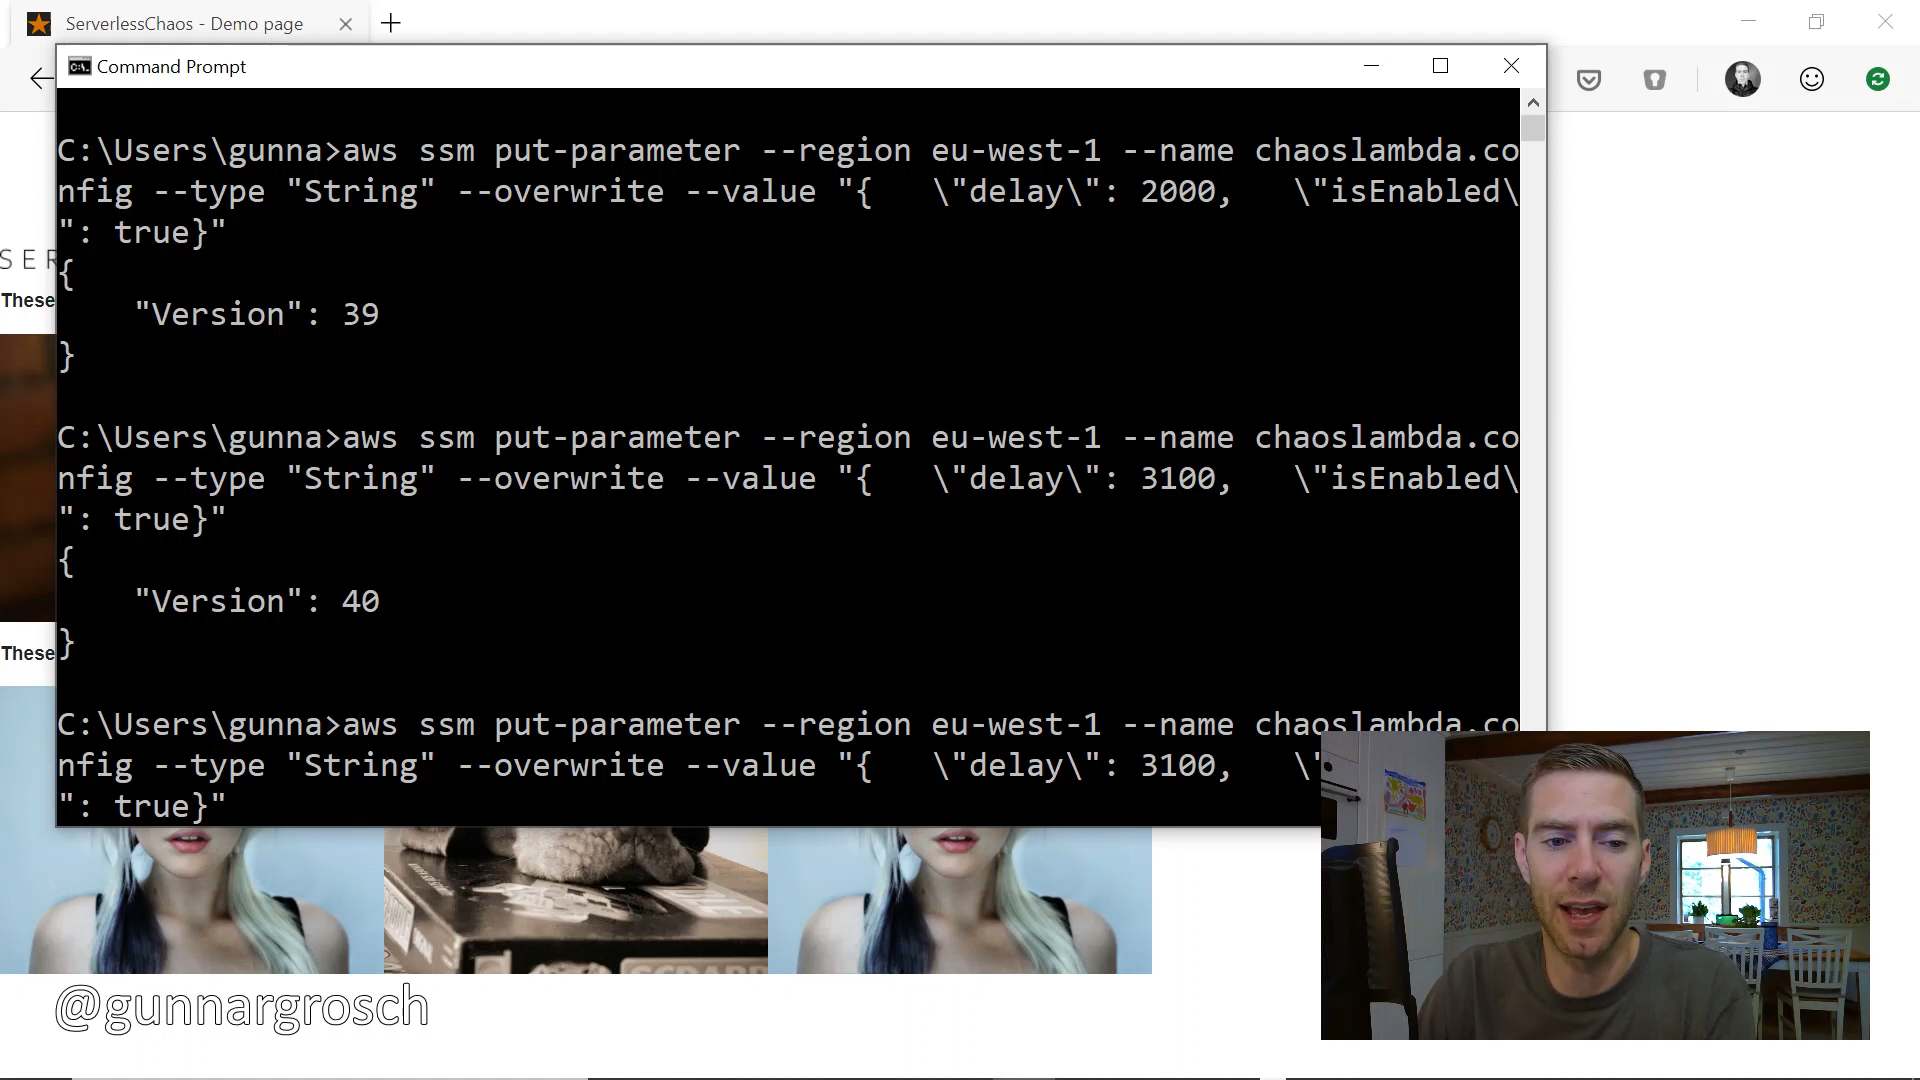 ServerlessChaos - Demo page
Command Prompt
C:\Users\gunna>aws ssm put-parameter --region eu-west-1 --name chaoslambda.co
nfig --type "String" --overwrite --value "{   \"delay\": 2000,   \"isEnabled\
": true}"
{
"Version": 39
}
C:\Users\gunna>aws ssm put-parameter --region eu-west-1 --name chaoslambda.co
nfig --type "String" --overwrite --value "{   \"delay\": 3100,   \"isEnabled\
": true}"
{
"Version": 40
}
C:\Users\gunna>aws ssm put-parameter --region eu-west-1 --name chaoslambda.co
nfig --type "String" --overwrite --value "{   \"delay\": 3100,   \"
": true}"
SER
These
These
@gunnargrosch